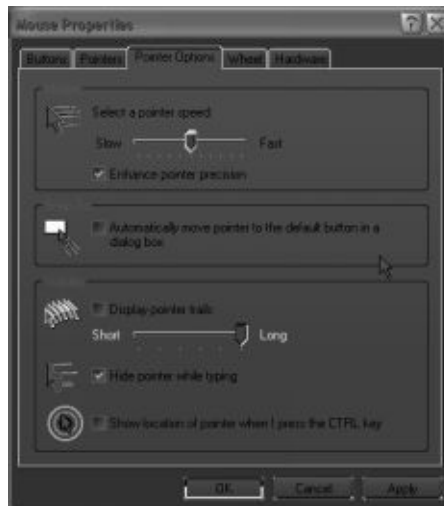 Mouse Properties
Buttons Pointers Pointer Options Wheel Hardware
Select a pointer speed:
Slow Fast
Enhance pointer precision
Automatically move pointer to the default button in a
dialog box
Display pointer trails
Short Long
Hide pointer while typing
Show location of pointer when I press the CTRL key
OK Cancel Apply